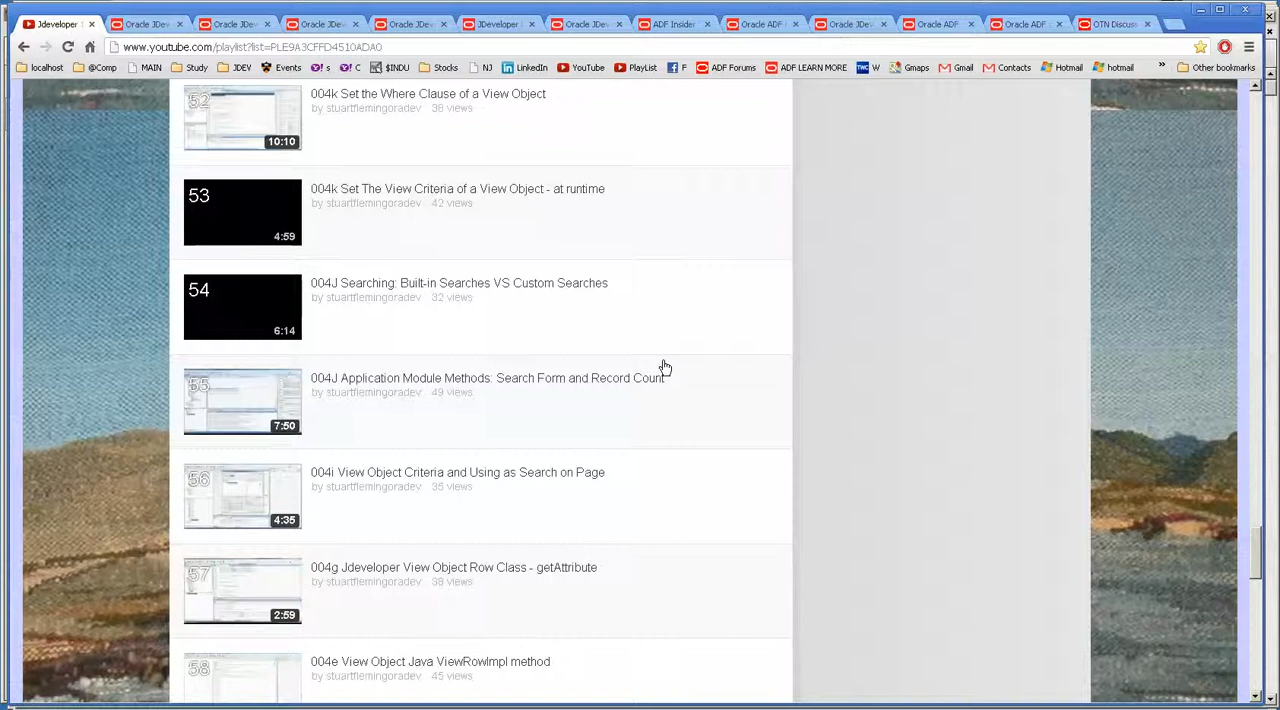 Jdeveloper 1
Oracle JDev
Oracle JDev
Oracle JDev
Oracle JDev
JDeveloper
Oracle JDev
ADF Insider
Oracle ADF
Oracle JDev
Oracle ADF
Oracle ADF
OTN Discuss
www.youtube.com/playlist?list=PLE9A3CFFD4510ADA0
localhost @Comp MAIN Study JDEV Events Y! s Y! C $INDU Stocks NJ LinkedIn YouTube PlayList F ADF Forums ADF LEARN MORE TWC W Gmaps Gmail Contacts Hotmail hotmail » Other bookmarks
52
004k Set the Where Clause of a View Object
by stuartflemingoradev 38 views
10:10
53
004k Set The View Criteria of a View Object - at runtime
by stuartflemingoradev 42 views
4:59
54
004J Searching: Built-in Searches VS Custom Searches
by stuartflemingoradev 32 views
6:14
55
004J Application Module Methods: Search Form and Record Count
by stuartflemingoradev 49 views
7:50
56
004i View Object Criteria and Using as Search on Page
by stuartflemingoradev 35 views
4:35
57
004g Jdeveloper View Object Row Class - getAttribute
by stuartflemingoradev 38 views
2:59
58
004e View Object Java ViewRowImpl method
by stuartflemingoradev 45 views